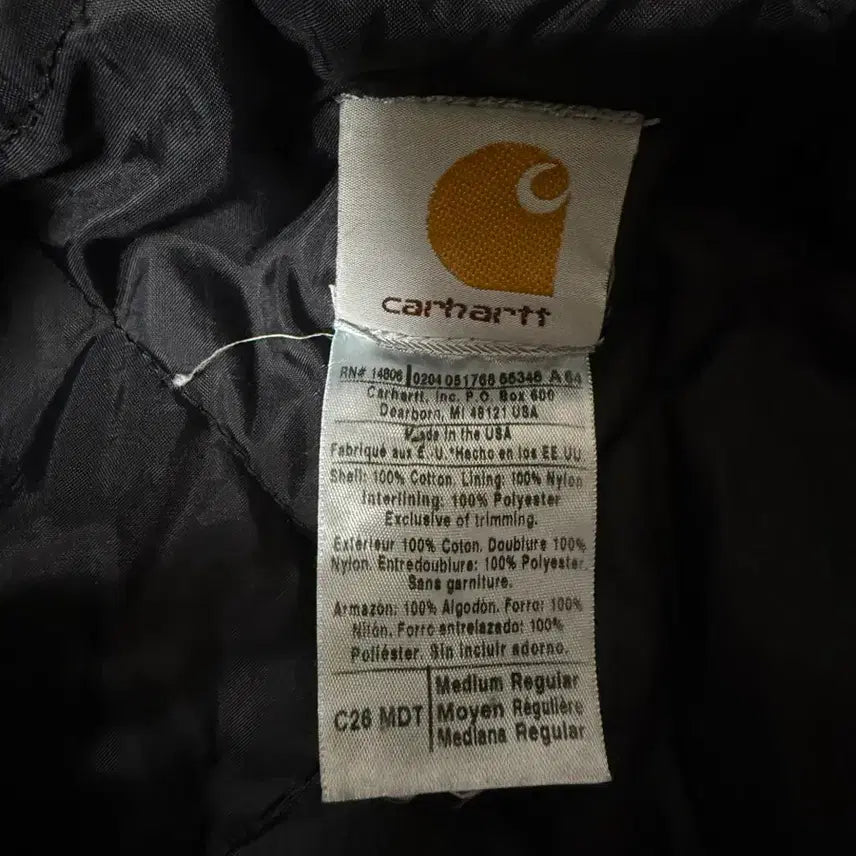 carhartt
RN# 14806 0204 051768 65348 A 64
Carhartt, Inc. P.O. Box 600
Dearborn, MI 48121 USA
Made in the USA
Fabriqué aux É.-U. *Hecho en los EE.UU
Shell: 100% Cotton. Lining: 100% Nylon
Interlining: 100% Polyester
Exclusive of trimming.
Extérieur 100% Coton. Doublure 100%
Nylon. Entredoublure: 100% Polyester.
Sans garniture.
Armazón: 100% Algodón. Forro: 100%
Nilón. Forro entrelazado: 100%
Poliéster. Sin incluir adorno.
C26 MDT
Medium Regular
Moyen Régulière
Mediana Regular